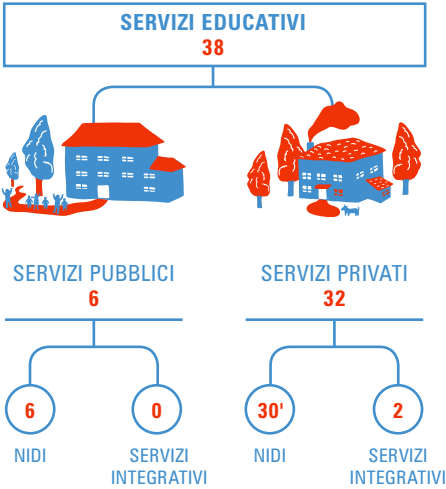 SERVIZI EDUCATIVI
38
SERVIZI PUBBLICI
6
SERVIZI PRIVATI
32
6
0
30'
2
NIDI
SERVIZI
INTEGRATIVI
NIDI
SERVIZI
INTEGRATIVI